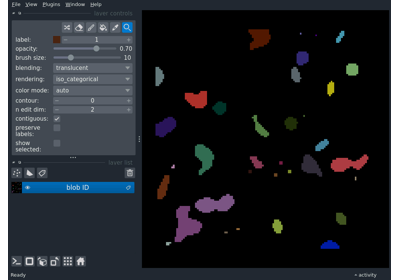 File View Plugins Window Help
layer controls
label: 1
opacity: 0.70
brush size: 10
blending: translucent
rendering: iso_categorical
color mode: auto
contour: 0
n edit dim: 2
contiguous:
preserve
labels:
show
selected:
layer list
blob ID
activity